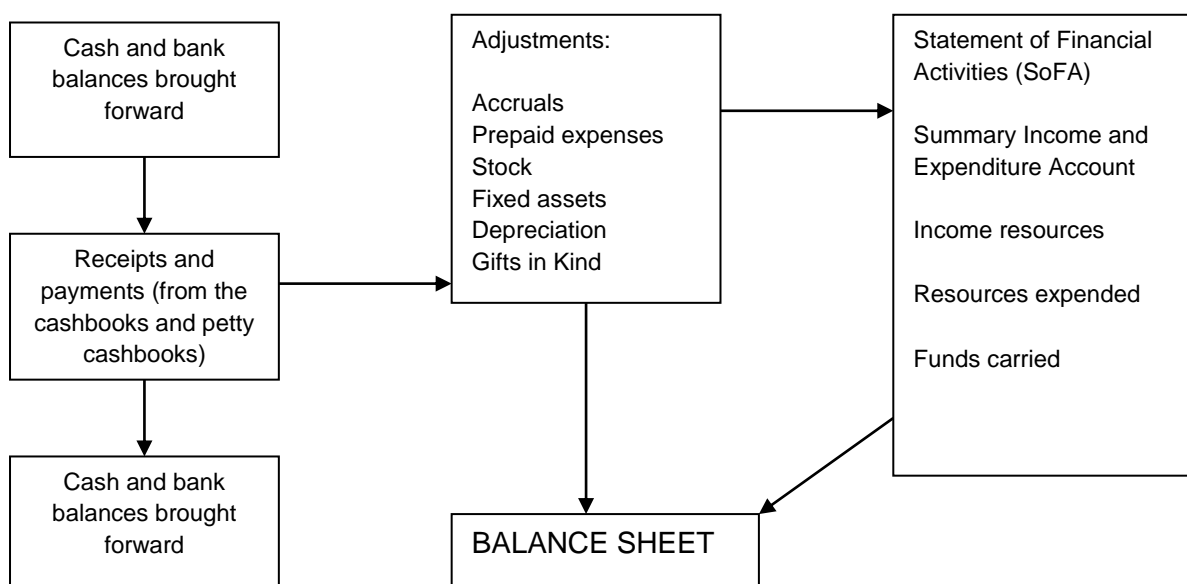 Cash and bank
balances brought
forward
Receipts and
payments (from the
cashbooks and petty
cashbooks)
Cash and bank
balances brought
forward
Adjustments:
Accruals
Prepaid expenses
Stock
Fixed assets
Depreciation
Gifts in Kind
Statement of Financial
Activities (SoFA)
Summary Income and
Expenditure Account
Income resources
Resources expended
Funds carried
BALANCE SHEET